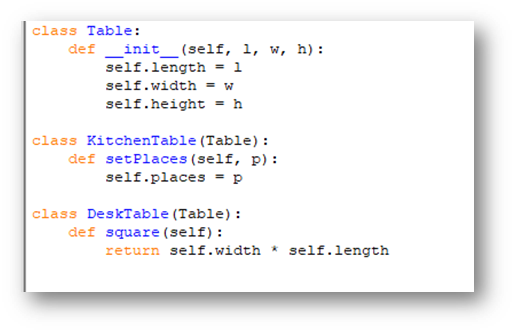 class Table:
    def __init__(self, l, w, h):
        self.length = l
        self.width = w
        self.height = h

class KitchenTable(Table):
    def setPlaces(self, p):
        self.places = p

class DeskTable(Table):
    def square(self):
        return self.width * self.length